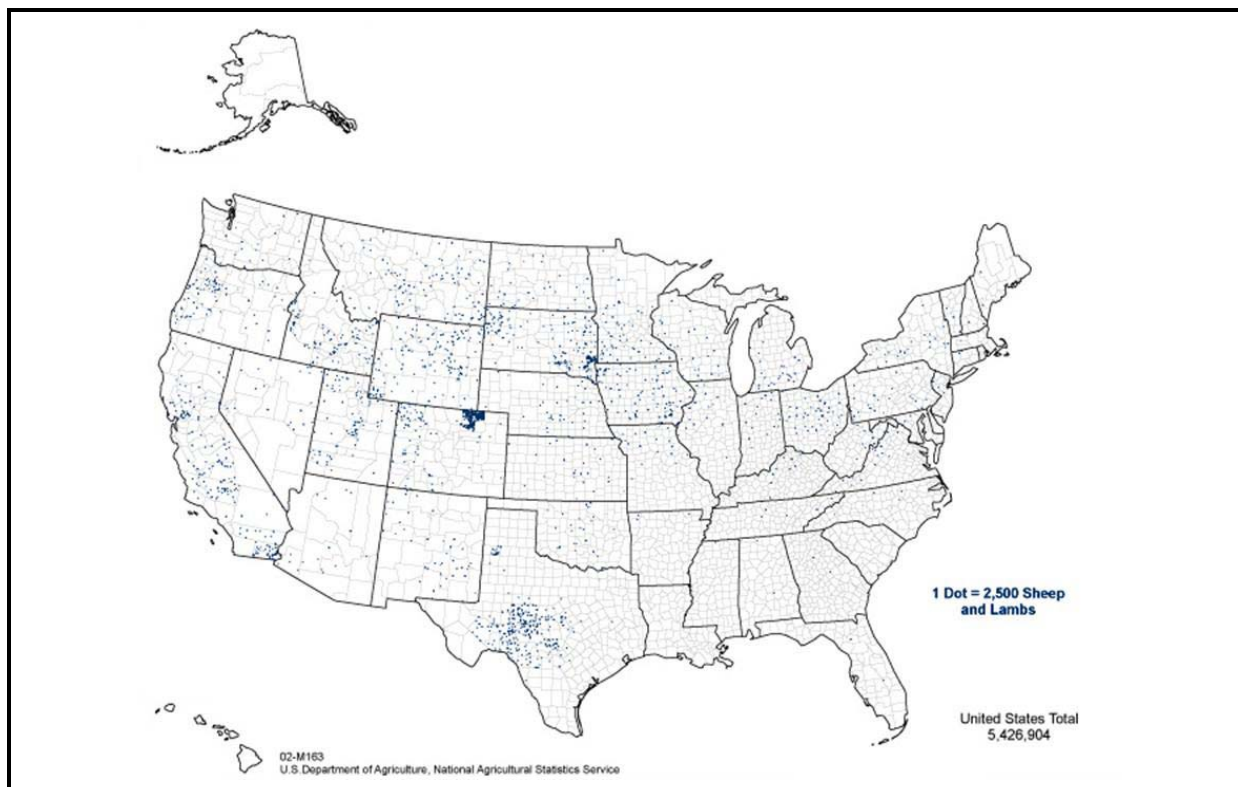 1 Dot = 2,500 Sheep
and Lambs
United States Total
5,426,904
02-M163
U.S.Department of Agriculture, National Agricultural Statistics Service